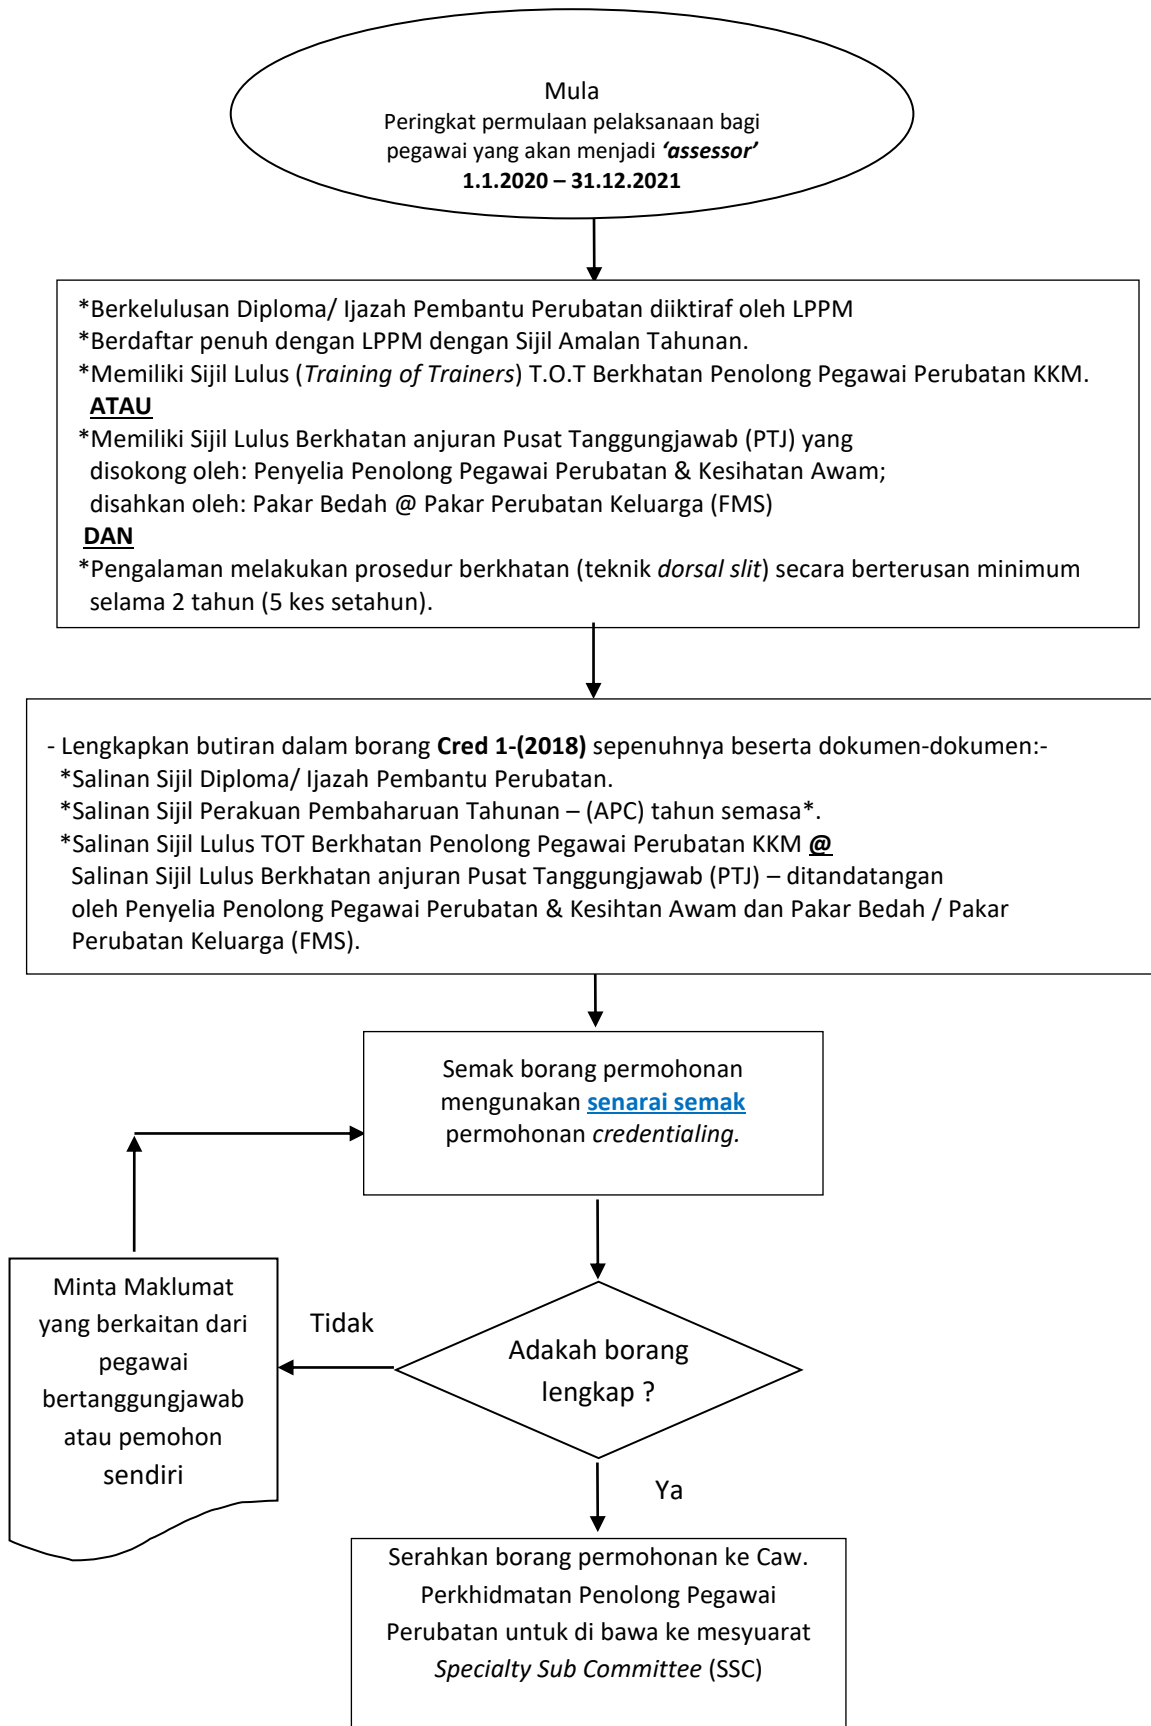 Mula
Peringkat permulaan pelaksanaan bagi
pegawai yang akan menjadi ‘assessor’
1.1.2020 – 31.12.2021
*Berkelulusan Diploma/ Ijazah Pembantu Perubatan diiktiraf oleh LPPM
*Berdaftar penuh dengan LPPM dengan Sijil Amalan Tahunan.
*Memiliki Sijil Lulus (Training of Trainers) T.O.T Berkhatan Penolong Pegawai Perubatan KKM.
ATAU
*Memiliki Sijil Lulus Berkhatan anjuran Pusat Tanggungjawab (PTJ) yang
disokong oleh: Penyelia Penolong Pegawai Perubatan & Kesihatan Awam;
disahkan oleh: Pakar Bedah @ Pakar Perubatan Keluarga (FMS)
DAN
*Pengalaman melakukan prosedur berkhatan (teknik dorsal slit) secara berterusan minimum
selama 2 tahun (5 kes setahun).
- Lengkapkan butiran dalam borang Cred 1-(2018) sepenuhnya beserta dokumen-dokumen:-
*Salinan Sijil Diploma/ Ijazah Pembantu Perubatan.
*Salinan Sijil Perakuan Pembaharuan Tahunan – (APC) tahun semasa*.
*Salinan Sijil Lulus TOT Berkhatan Penolong Pegawai Perubatan KKM @
Salinan Sijil Lulus Berkhatan anjuran Pusat Tanggungjawab (PTJ) – ditandatangan
oleh Penyelia Penolong Pegawai Perubatan & Kesihtan Awam dan Pakar Bedah / Pakar
Perubatan Keluarga (FMS).
Semak borang permohonan
mengunakan senarai semak
permohonan credentialing.
Minta Maklumat
yang berkaitan dari
pegawai
bertanggungjawab
atau pemohon
sendiri
Tidak
Adakah borang
lengkap ?
Ya
Serahkan borang permohonan ke Caw.
Perkhidmatan Penolong Pegawai
Perubatan untuk di bawa ke mesyuarat
Specialty Sub Committee (SSC)